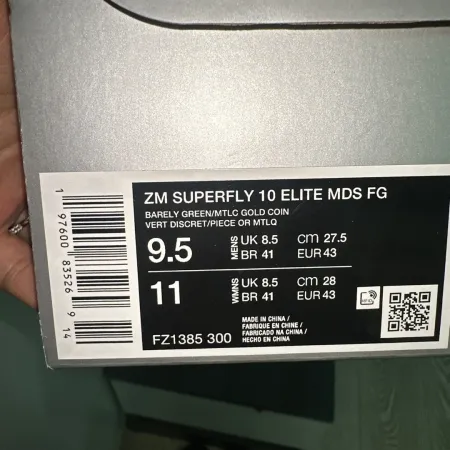 ZM SUPERFLY 10 ELITE MDS FG
BARELY GREEN/MTLC GOLD COIN
VERT DISCRET/PIECE OR MTLQ
9.5 MENS UK 8.5 cm 27.5
BR 41 EUR 43
11 WMNS UK 8.5 cm 28
BR 41 EUR 43
MADE IN CHINA /
FABRIQUE EN CHINE /
FABRICADO NA CHINA /
HECHO EN CHINA
FZ1385 300
1 97600 83526 9 14